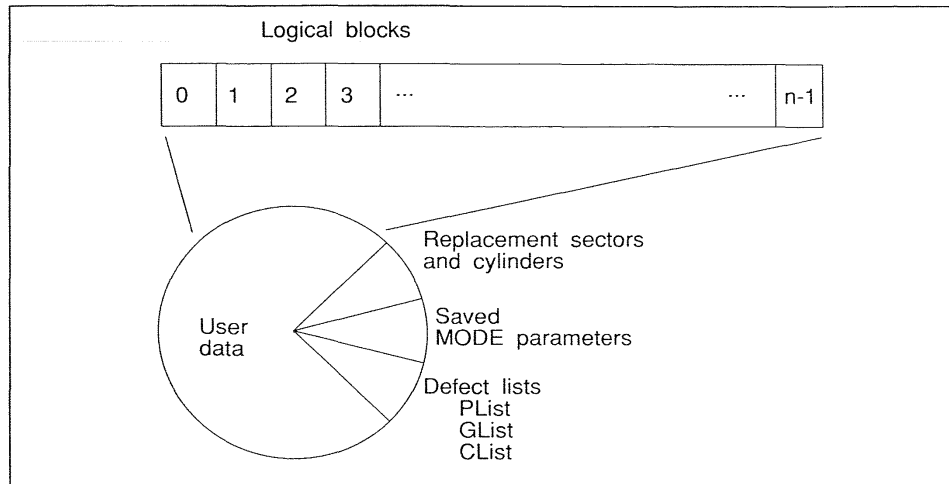 Logical blocks
0 1 2 3 ... ... n-1
Replacement sectors
and cylinders
User
data
Saved
MODE parameters
Defect lists
PList
GList
CList